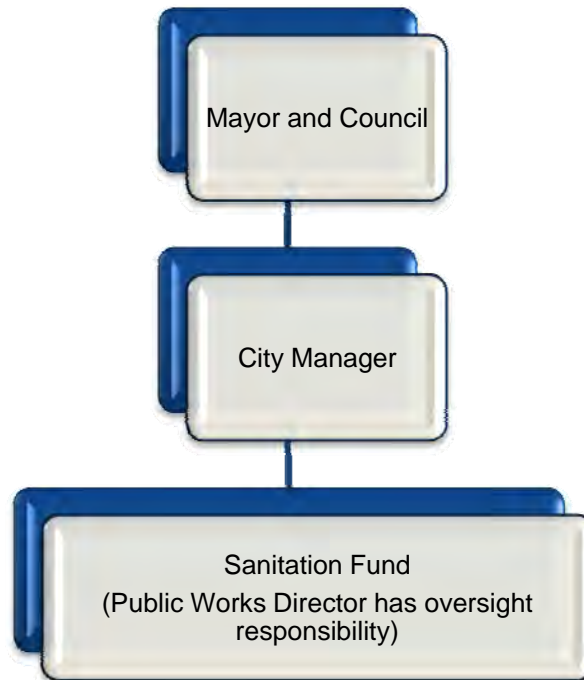 Mayor and Council
City Manager
Sanitation Fund
(Public Works Director has oversight
responsibility)